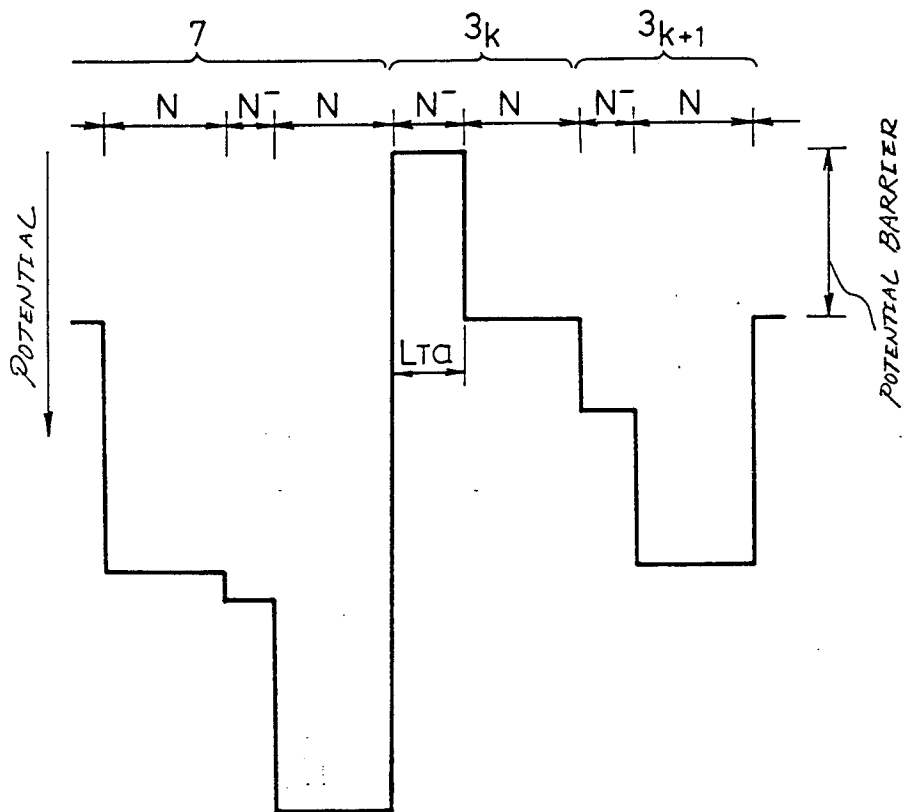 7 3k 3k+1
N N⁻ N N⁻ N N⁻ N
POTENTIAL
LTa
POTENTIAL BARRIER